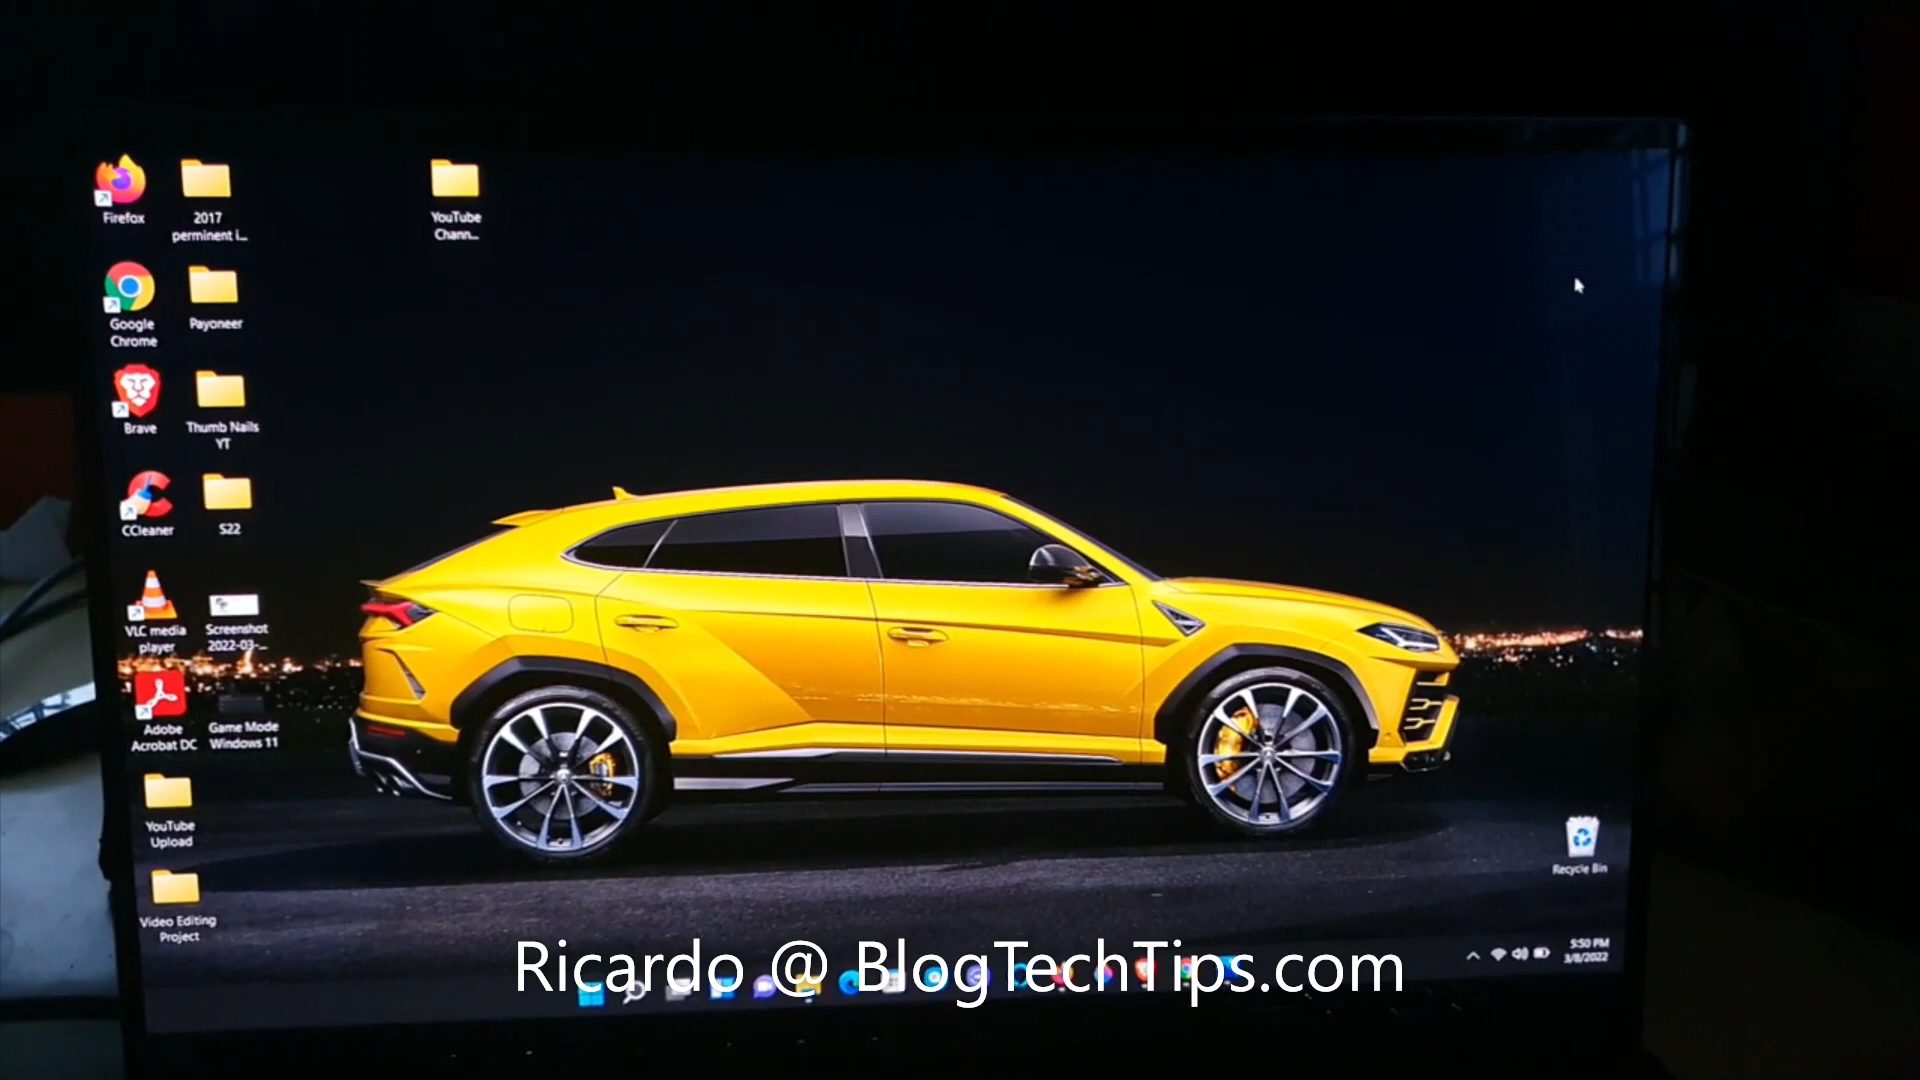 Firefox
2017
perminent i...
YouTube
Chann...
Google
Chrome
Payoneer
Brave
Thumb Nails
YT
CCleaner
S22
VLC media
player
Screenshot
2022-03-...
Adobe
Acrobat DC
Game Mode
Windows 11
YouTube
Upload
Recycle Bin
Video Editing
Project
5:50 PM
3/8/2022
Ricardo @ BlogTechTips.com